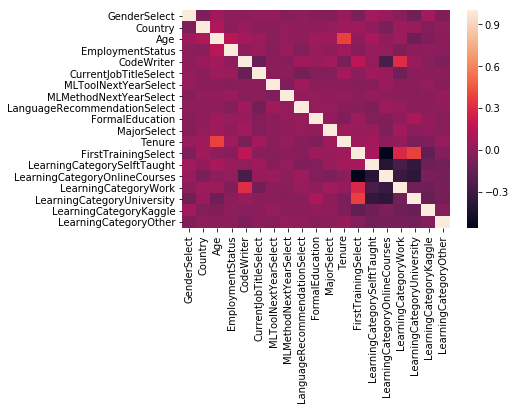 GenderSelect
Country
Age
EmploymentStatus
CodeWriter
CurrentJobTitleSelect
MLToolNextYearSelect
MLMethodNextYearSelect
LanguageRecommendationSelect
FormalEducation
MajorSelect
Tenure
FirstTrainingSelect
LearningCategorySelftTaught
LearningCategoryOnlineCourses
LearningCategoryWork
LearningCategoryUniversity
LearningCategoryKaggle
LearningCategoryOther
GenderSelect
Country
Age
EmploymentStatus
CodeWriter
CurrentJobTitleSelect
MLToolNextYearSelect
MLMethodNextYearSelect
LanguageRecommendationSelect
FormalEducation
MajorSelect
Tenure
FirstTrainingSelect
LearningCategorySelftTaught
LearningCategoryOnlineCourses
LearningCategoryWork
LearningCategoryUniversity
LearningCategoryKaggle
LearningCategoryOther
0.9
0.6
0.3
0.0
−0.3